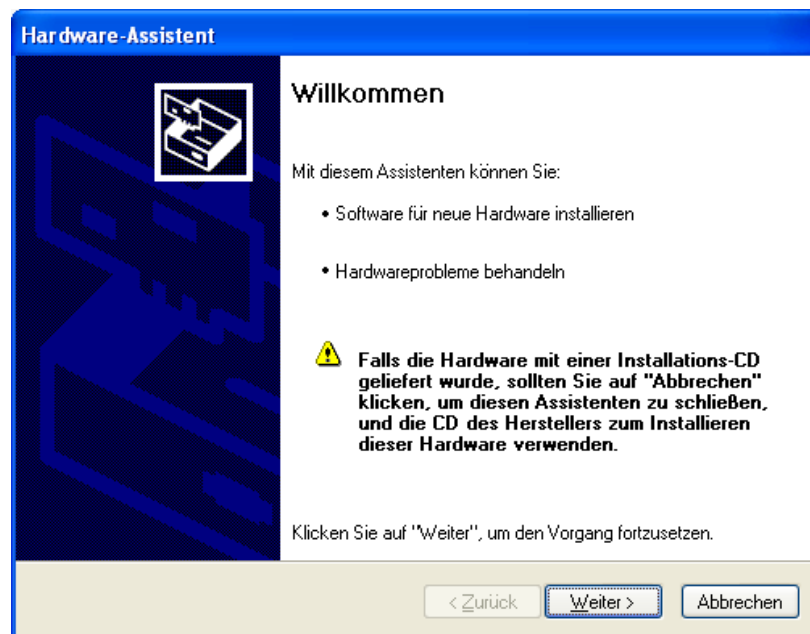 Hardware-Assistent
Willkommen
Mit diesem Assistenten können Sie:
• Software für neue Hardware installieren
• Hardwareprobleme behandeln
Falls die Hardware mit einer Installations-CD
geliefert wurde, sollten Sie auf "Abbrechen"
klicken, um diesen Assistenten zu schließen,
und die CD des Herstellers zum Installieren
dieser Hardware verwenden.
Klicken Sie auf "Weiter", um den Vorgang fortzusetzen.
< Zurück Weiter > Abbrechen